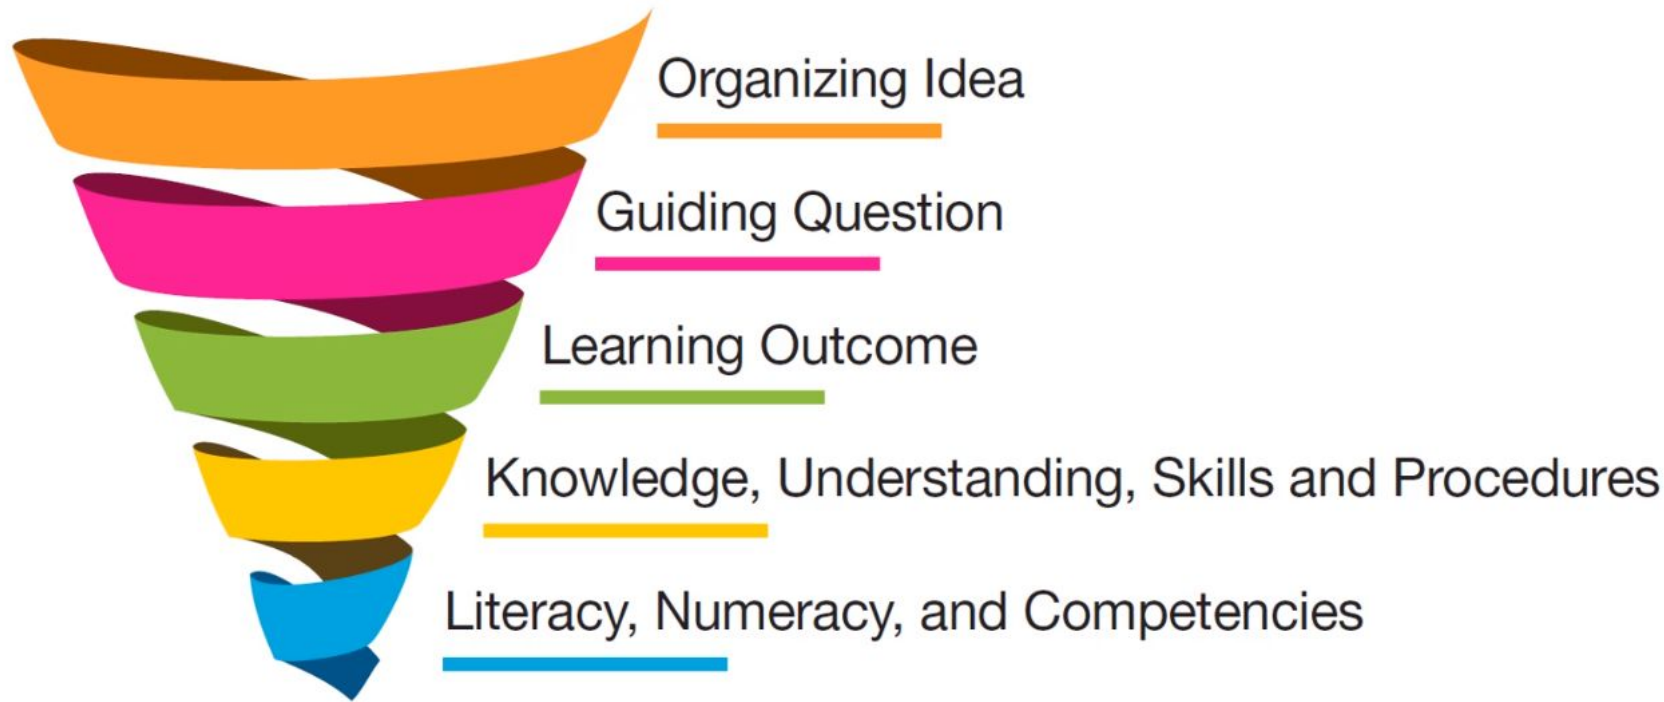 Organizing Idea
Guiding Question
Learning Outcome
Knowledge, Understanding, Skills and Procedures
Literacy, Numeracy, and Competencies